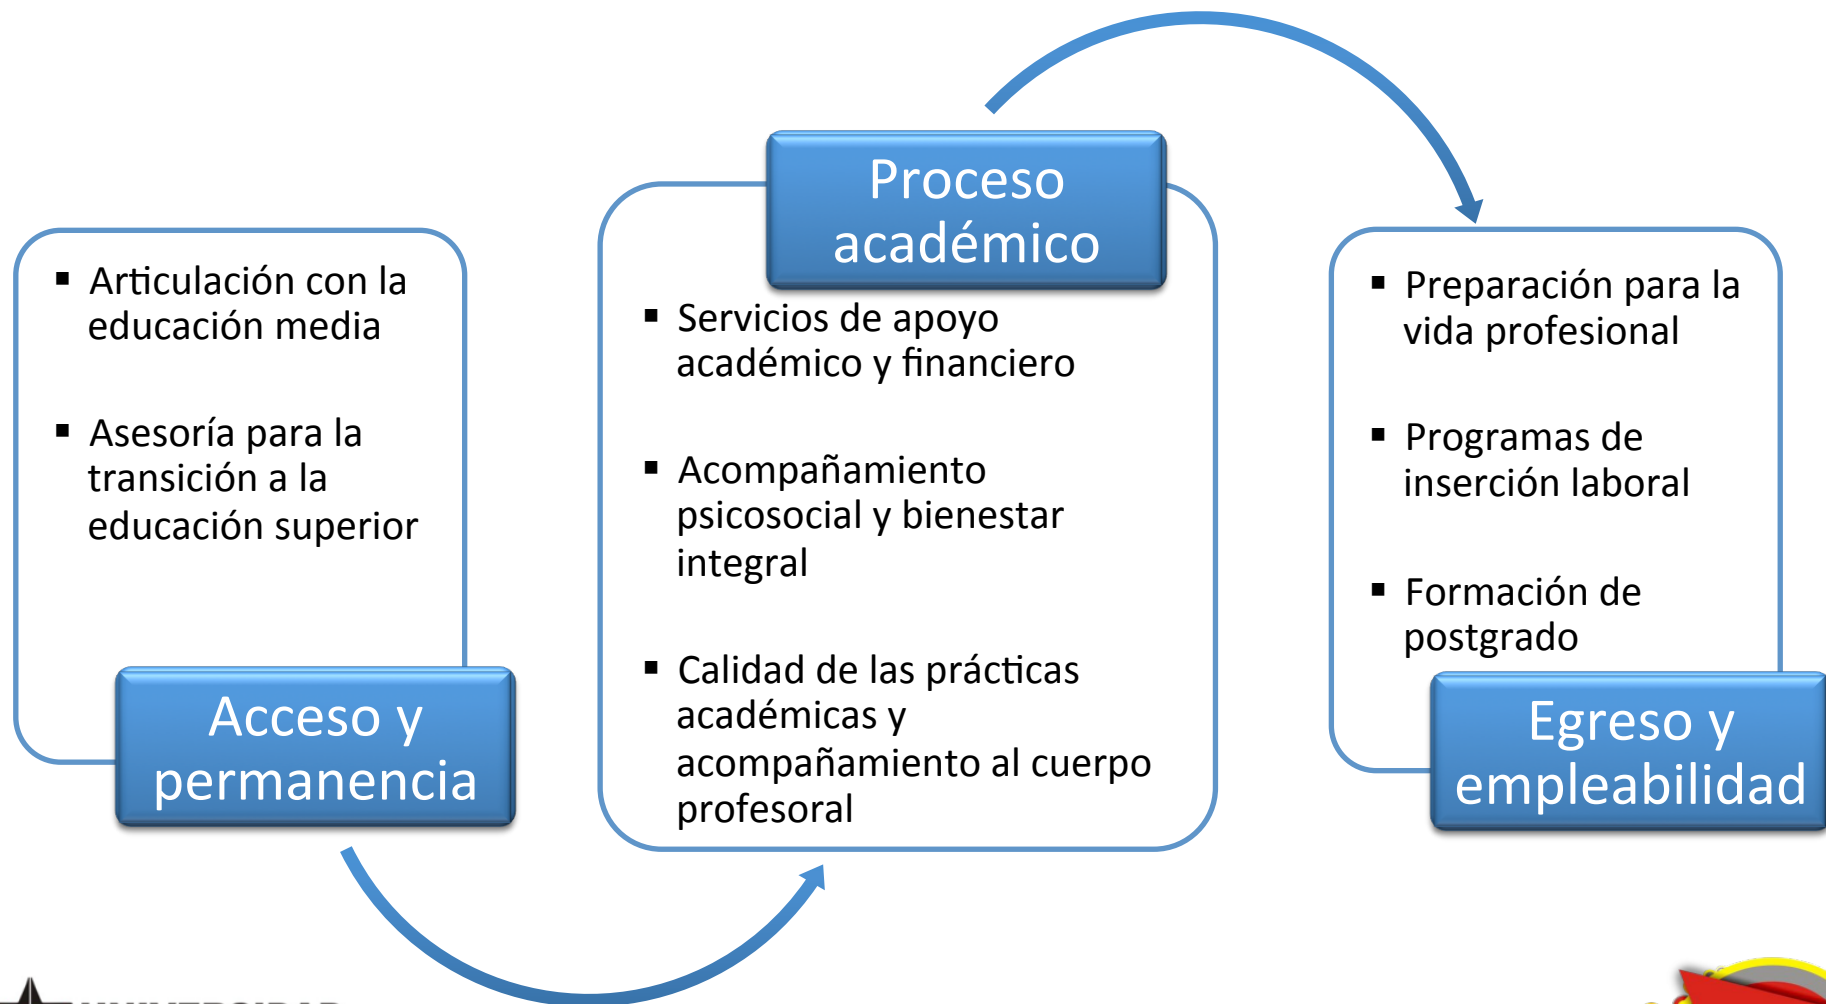 ▪ Articulación con la
educación media
▪ Asesoría para la
transición a la
educación superior
Acceso y
permanencia
Proceso
académico
▪ Servicios de apoyo
académico y financiero
▪ Acompañamiento
psicosocial y bienestar
integral
▪ Calidad de las prácticas
académicas y
acompañamiento al cuerpo
profesoral
▪ Preparación para la
vida profesional
▪ Programas de
inserción laboral
▪ Formación de
postgrado
Egreso y
empleabilidad
UNIVERSIDAD